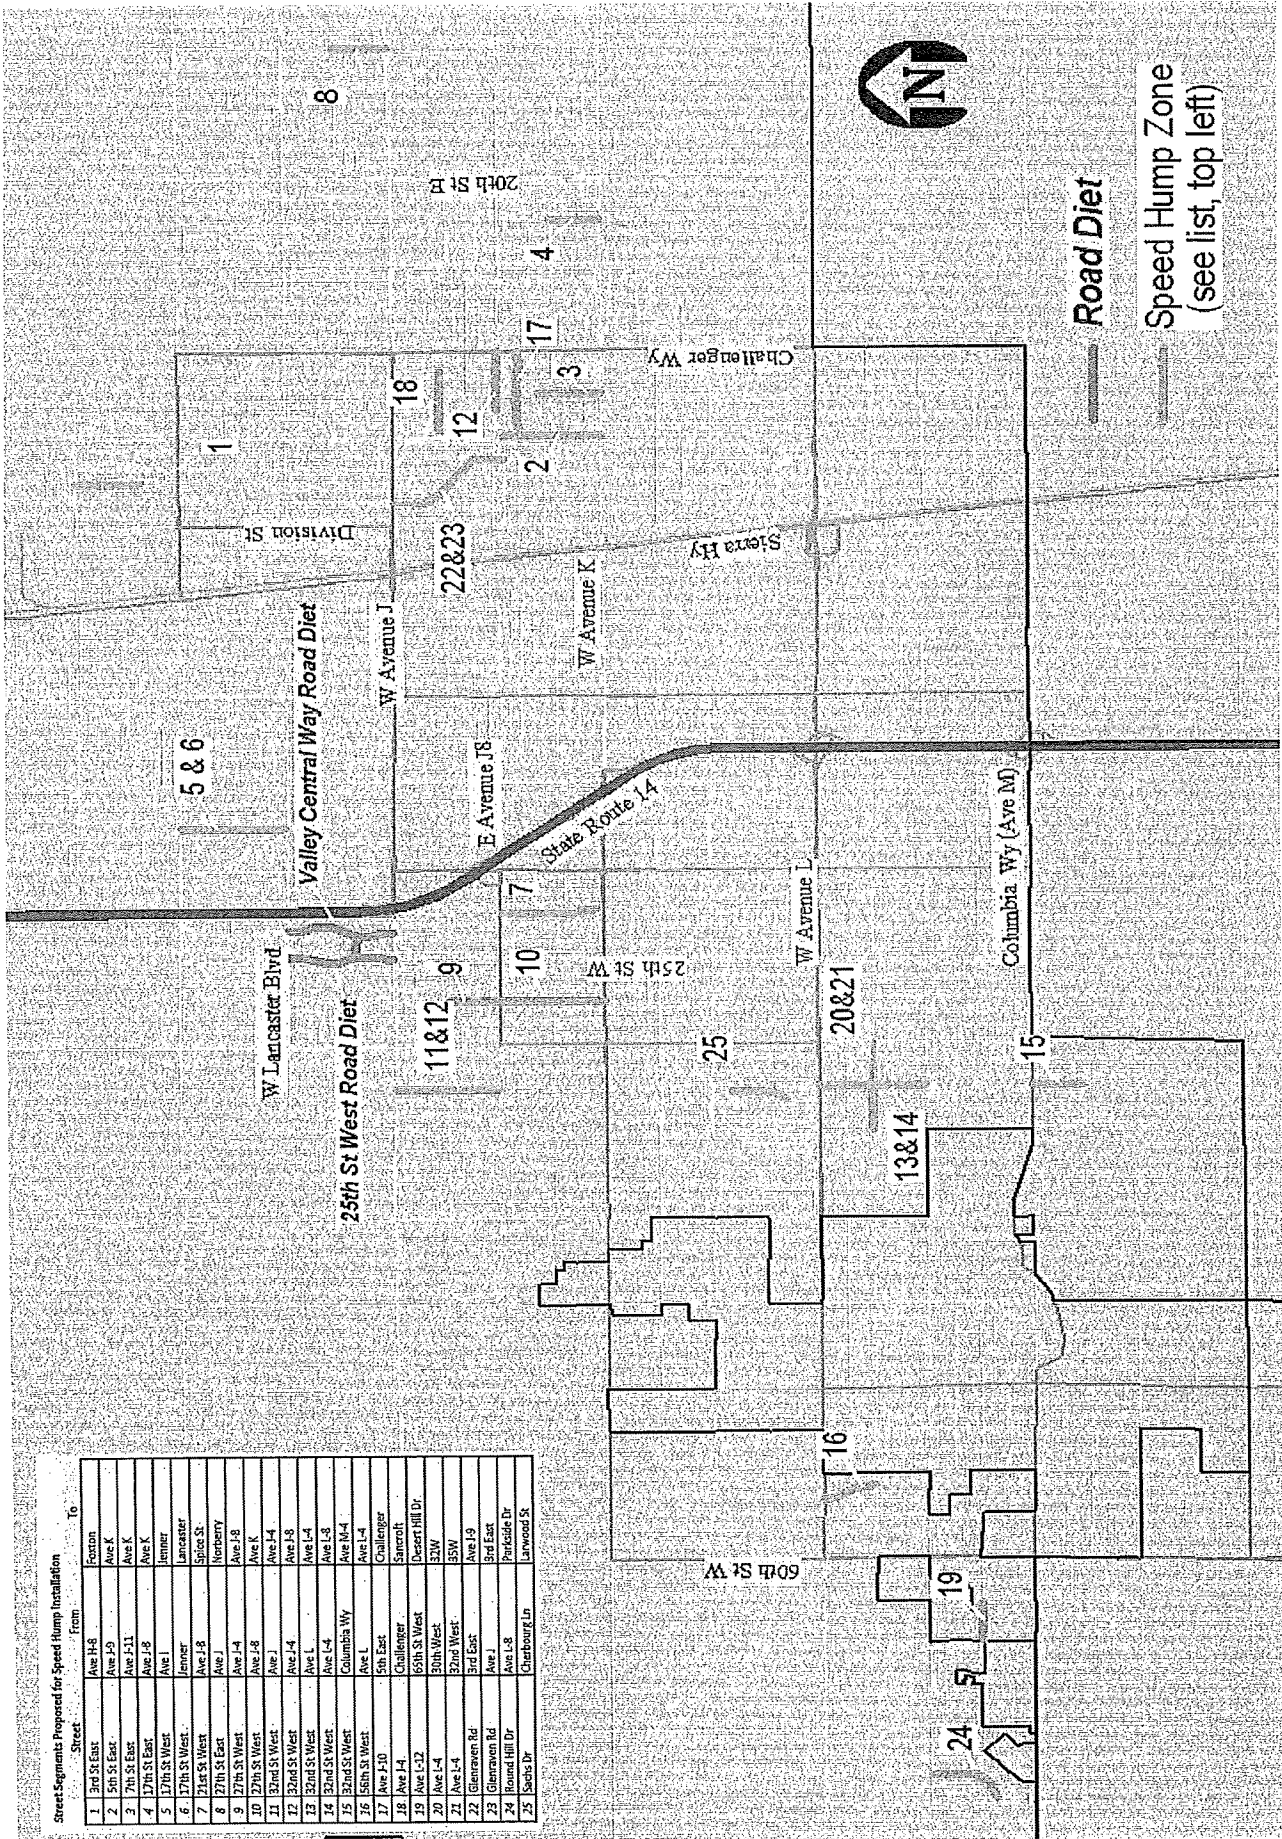 Street Segments Proposed for Speed Hump Installation
Street From To
1 3rd St East Ave H-8 Foxton
2 5th St East Ave J-9 Ave K
3 7th St East Ave J-11 Ave K
4 17th St East Ave J-8 Ave K
5 17th St West Ave I Jenner
6 17th St West Jenner Lancaster
7 21st St West Ave J-8 Spice St
8 27th St East Ave J Norberry
9 27th St West Ave J-4 Ave J-8
10 27th St West Ave J-8 Ave K
11 32nd St West Ave J Ave J-4
12 32nd St West Ave J-4 Ave J-8
13 32nd St West Ave L Ave L-4
14 32nd St West Ave L-4 Ave L-8
15 32nd St West Columbia Wy Ave M-4
16 56th St West Ave L Ave L-4
17 Ave J-10 5th East Challenger
18 Ave J-4 Challenger Sancroft
19 Ave L-12 65th St West Desert Hill Dr
20 Ave L-4 30th West 32W
21 Ave L-4 32nd West 35W
22 Glenraven Rd 3rd East Ave J-9
23 Glenraven Rd Ave J 3rd East
24 Round Hill Dr Ave L-8 Parkside Dr
25 Sachs Dr Cherbourg Ln Larwood St
8
20th St E
1
5 & 6
Valley Central Way Road Diet
Division St
W Lancaster Blvd
25th St West Road Diet
W Avenue J
18
12
17
4
3
2
22&23
E Avenue J8
State Route 14
W Avenue K
Sierra Hy
Challenger Wy
9
7
10
11&12
25th St W
25
W Avenue L
20&21
13&14
Columbia Wy (Ave M)
15
16
60th St W
19
24
N
Road Diet
Speed Hump Zone
(see list, top left)